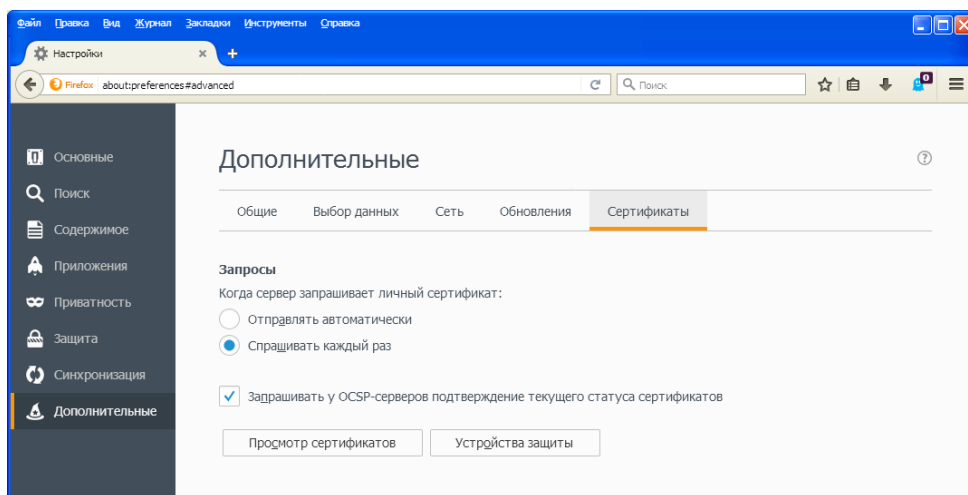 Файл Правка Вид Журнал Закладки Инструменты Справка
Настройки
Firefox about:preferences#advanced Поиск 0
Основные
Поиск
Содержимое
Приложения
Приватность
Защита
Синхронизация
Дополнительные
Дополнительные ?
Общие Выбор данных Сеть Обновления Сертификаты
Запросы
Когда сервер запрашивает личный сертификат:
Отправлять автоматически
Спрашивать каждый раз
Запрашивать у OCSP-серверов подтверждение текущего статуса сертификатов
Просмотр сертификатов Устройства защиты